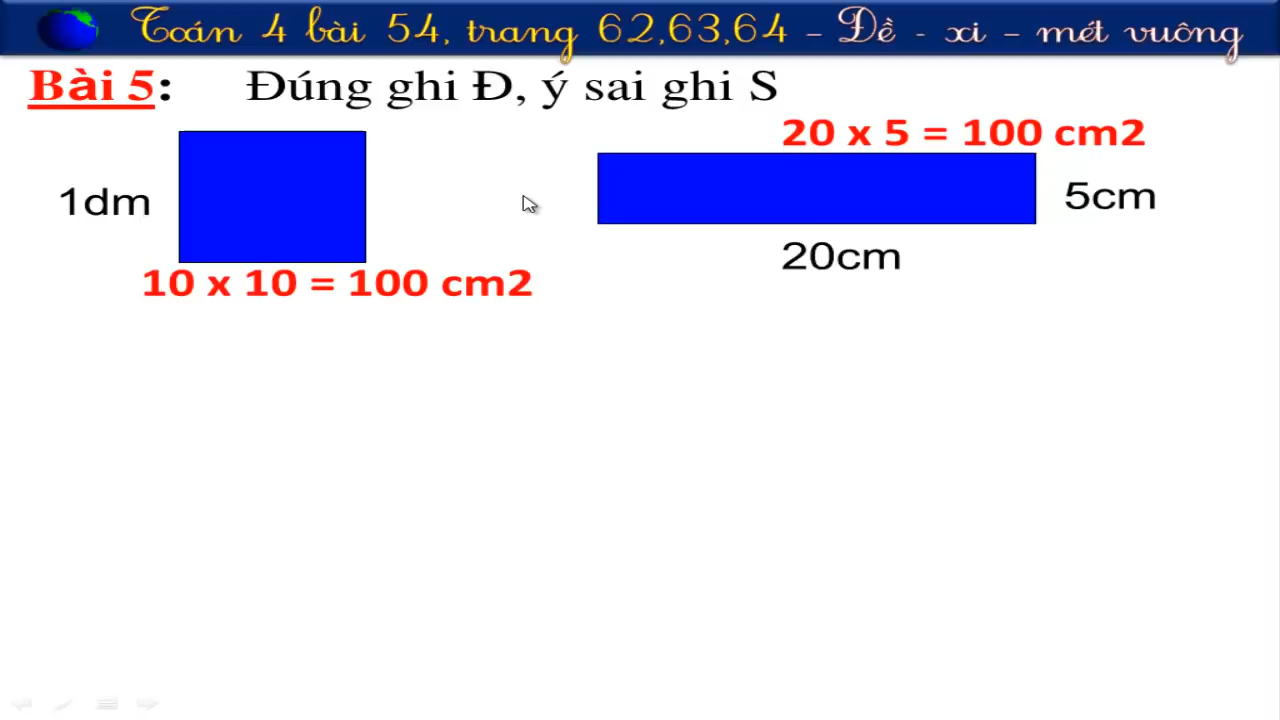 Toán 4 bài 54, trang 62,63,64 – Đề - xi – mét vuông
Bài 5: Đúng ghi Đ, ý sai ghi S
20 x 5 = 100 cm2
1dm
5cm
20cm
10 x 10 = 100 cm2